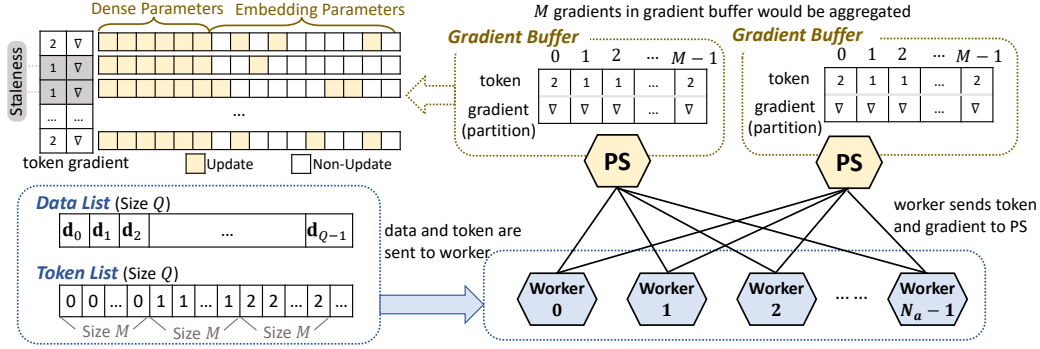 Dense Parameters
Embedding Parameters
M gradients in gradient buffer would be aggregated
Staleness
2 ∇
1 ∇
1 ∇
... ...
2 ∇
...
token gradient
Update
Non-Update
Gradient Buffer
0 1 2 ... M − 1
token
2 1 1 ... 2
gradient
∇ ∇ ∇ ... ∇
(partition)
Gradient Buffer
0 1 2 ... M − 1
token
2 1 1 ... 2
gradient
∇ ∇ ∇ ... ∇
(partition)
PS
PS
Data List (Size Q)
d0 d1 d2 ... dQ−1
Token List (Size Q)
0 0 ... 0 1 1 ... 1 2 2 ... 2 ...
Size M
Size M
Size M
data and token are
sent to worker
worker sends token
and gradient to PS
Worker
0
Worker
1
Worker
2
... ...
Worker
Na − 1